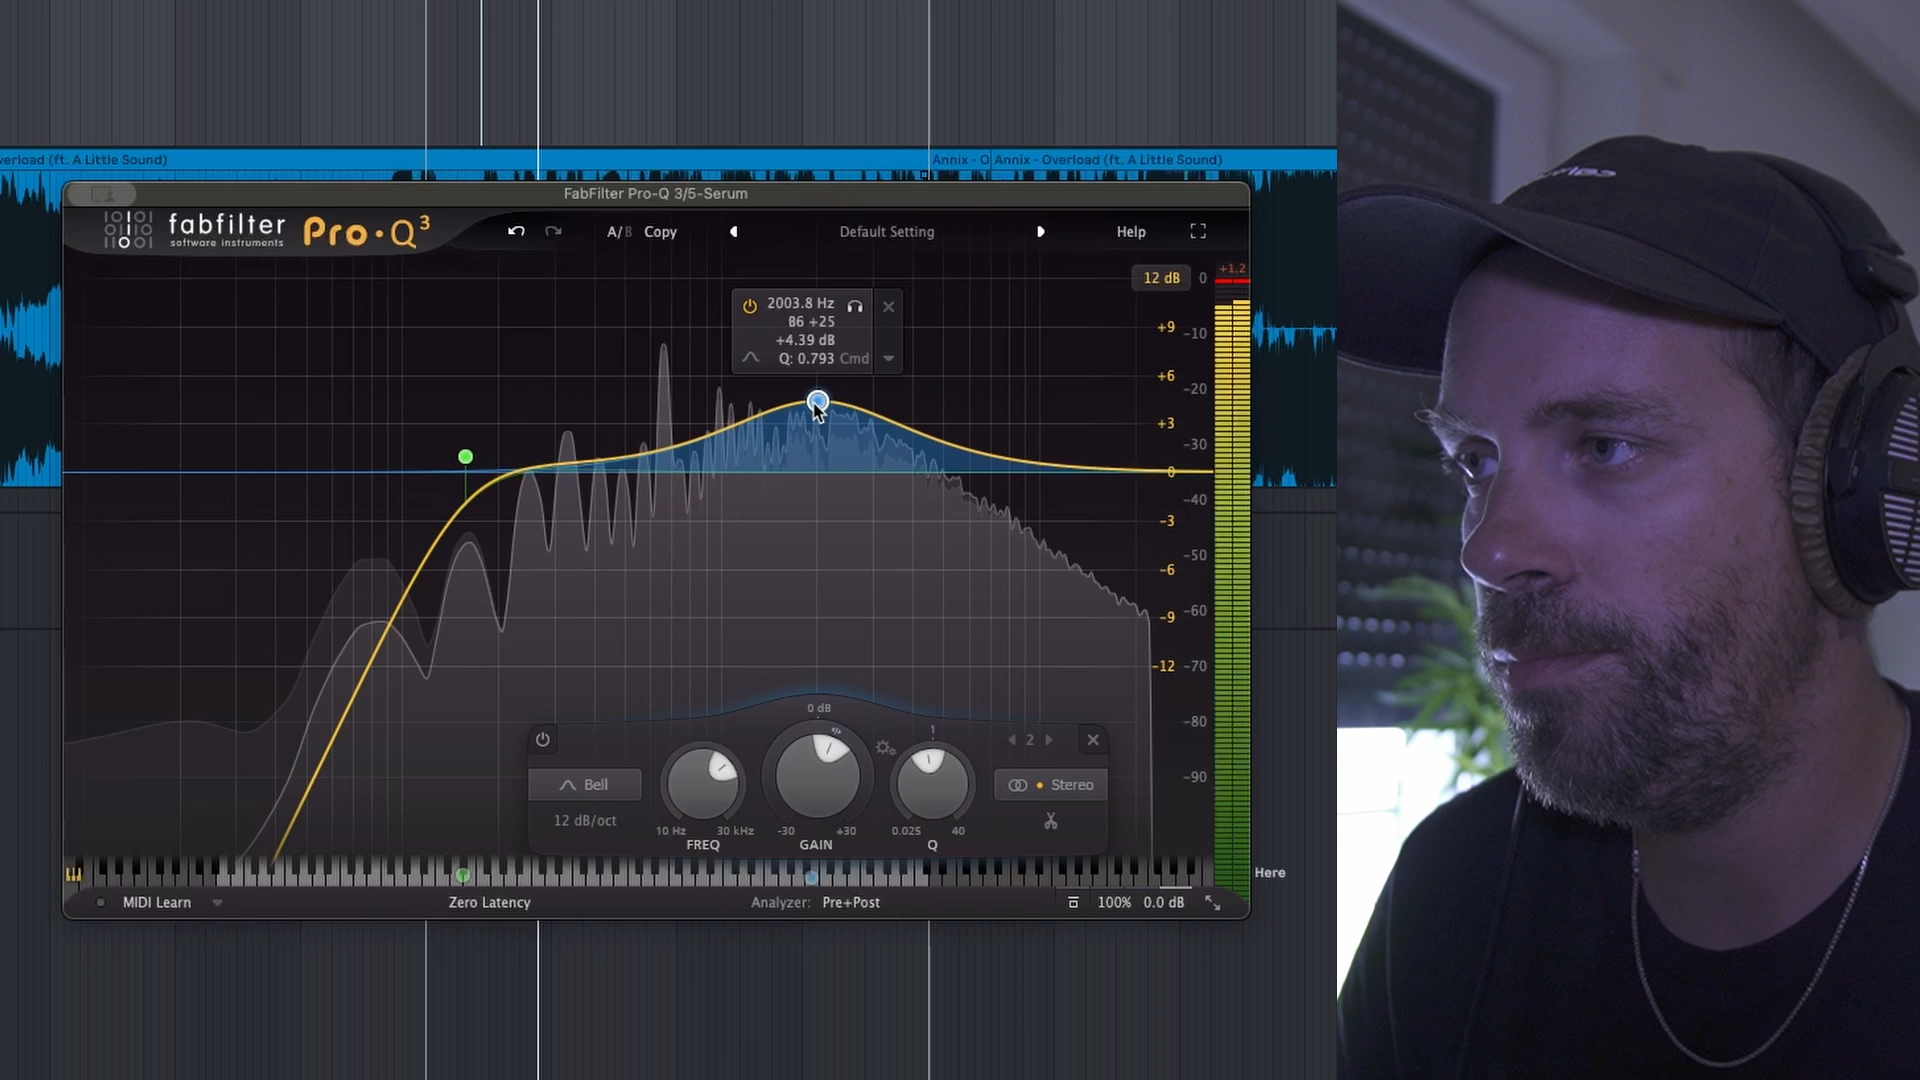 verload (ft. A Little Sound)
Annix - O
Annix - Overload (ft. A Little Sound)
FabFilter Pro-Q 3/5-Serum
fabfilter
software instruments
Pro·Q³
A/B
Copy
Default Setting
Help
12 dB
0
+1.2
2003.8 Hz
B6 +25
+4.39 dB
Q: 0.793
Cmd
+9
-10
+6
-20
+3
-30
0
-40
-3
-50
-6
-60
-9
-12
-70
-80
-90
0 dB
1
2
Bell
12 dB/oct
10 Hz
30 kHz
FREQ
-30
+30
GAIN
0.025
40
Q
Stereo
Here
MIDI Learn
Zero Latency
Analyzer:
Pre+Post
100%
0.0 dB